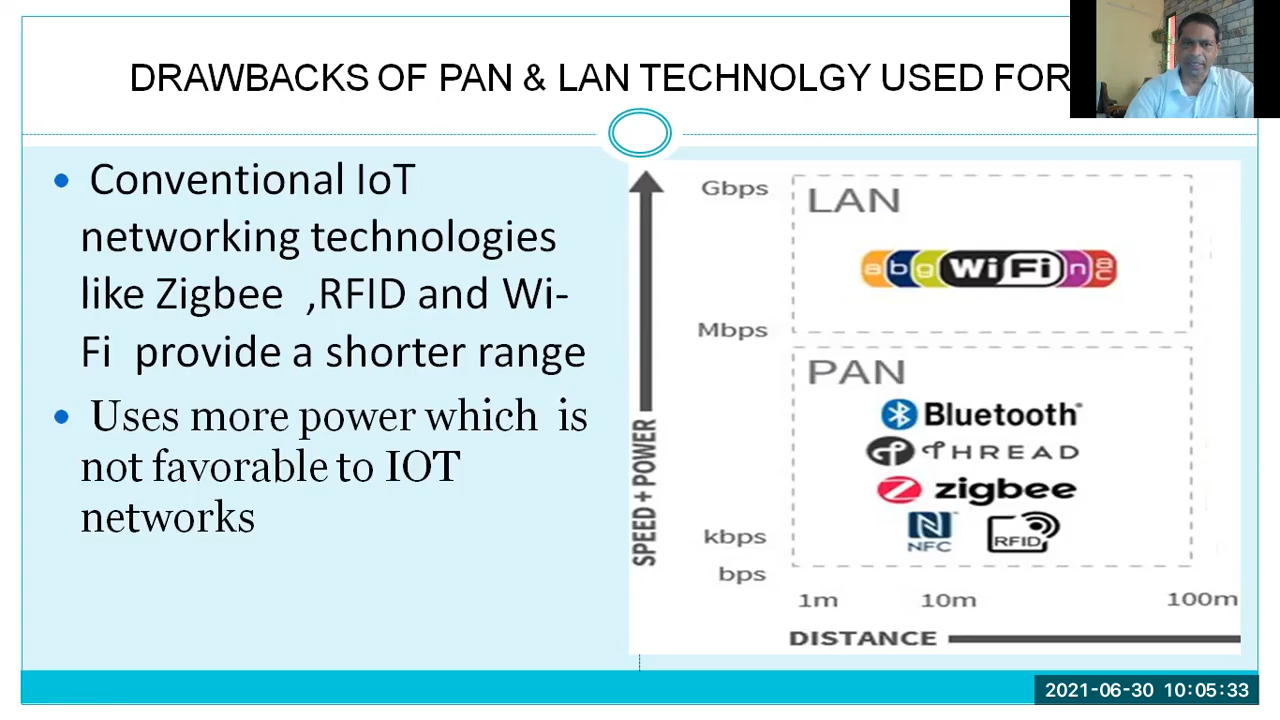 DRAWBACKS OF PAN & LAN TECHNOLGY USED FOR
Conventional IoT
networking technologies
like Zigbee ,RFID and Wi-
Fi provide a shorter range
Uses more power which is
not favorable to IOT
networks
SPEED + POWER
Gbps
LAN
a b g WiFi n ac
Mbps
PAN
Bluetooth
THREAD
zigbee
kbps
NFC RFID
bps
1m 10m 100m
DISTANCE
2021-06-30 10:05:33